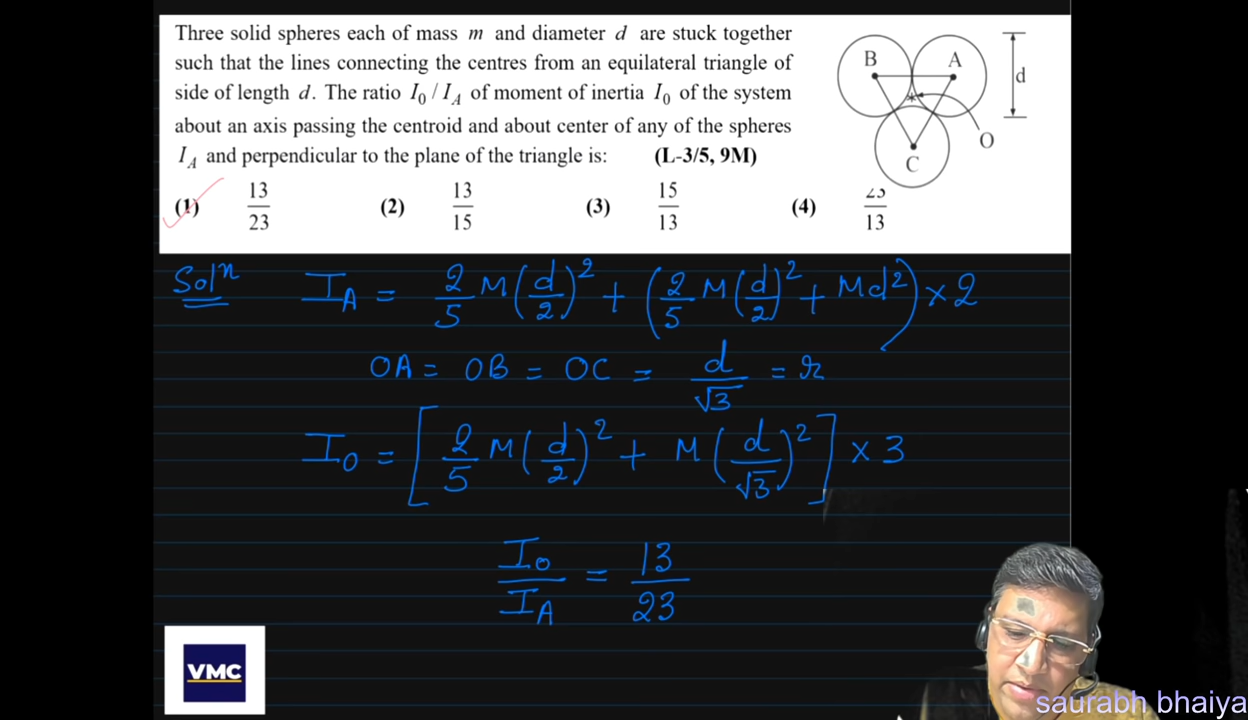 Three solid spheres each of mass m and diameter d are stuck together
such that the lines connecting the centres from an equilateral triangle of
side of length d. The ratio I₀ / I_A of moment of inertia I₀ of the system
about an axis passing the centroid and about center of any of the spheres
I_A and perpendicular to the plane of the triangle is: (L-3/5, 9M)
(1) 13/23 (2) 13/15 (3) 15/13 (4) 23/13
B A d
O
C
Solⁿ I_A = 2/5 M(d/2)² + (2/5 M(d/2)² + Md²) × 2
OA = OB = OC = d/√3 = r
I₀ = [2/5 M(d/2)² + M(d/√3)²] × 3
I₀/I_A = 13/23
VMC
saurabh bhaiya